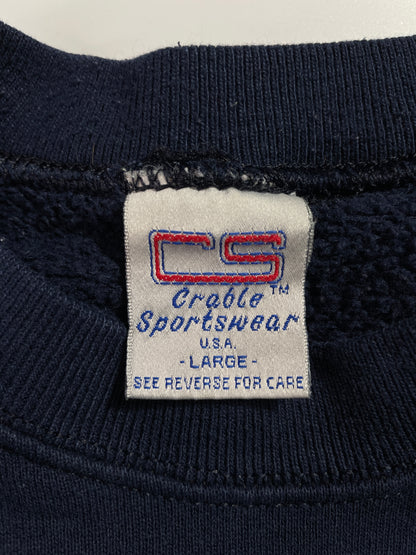 CS
Crable™
Sportswear
U.S.A.
- LARGE -
SEE REVERSE FOR CARE